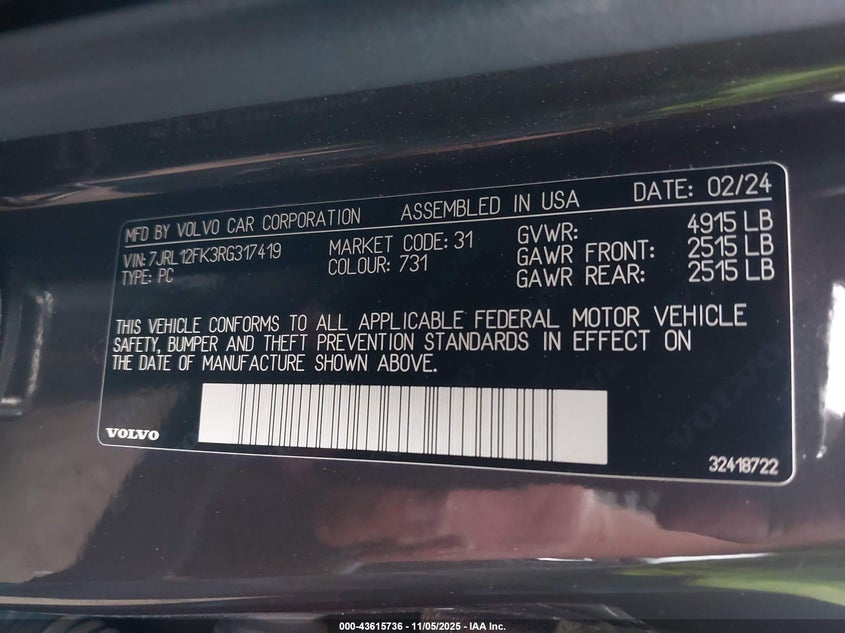 MFD BY VOLVO CAR CORPORATION ASSEMBLED IN USA DATE: 02/24
VIN: 7JRL12FK3RG317419 MARKET CODE: 31 GVWR: 4915 LB
TYPE: PC COLOUR: 731 GAWR FRONT: 2515 LB
GAWR REAR: 2515 LB
THIS VEHICLE CONFORMS TO ALL APPLICABLE FEDERAL MOTOR VEHICLE
SAFETY, BUMPER AND THEFT PREVENTION STANDARDS IN EFFECT ON
THE DATE OF MANUFACTURE SHOWN ABOVE.
VOLVO
32418722
000-43615736 - 11/05/2025 - IAA Inc.